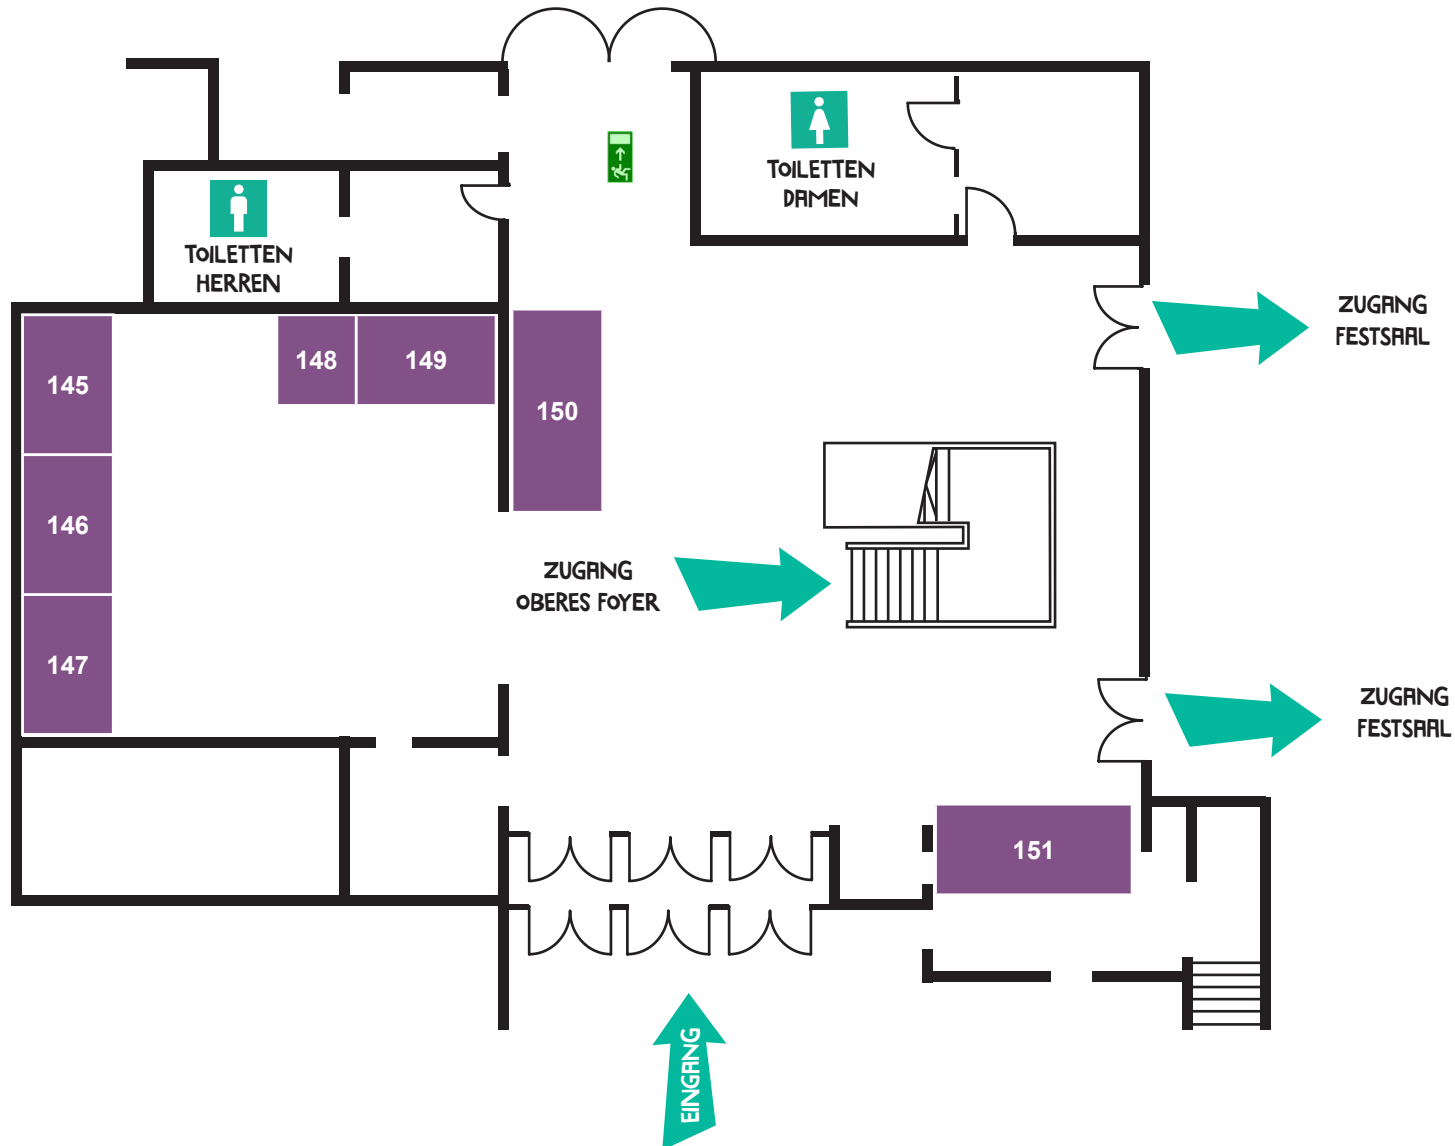 TOILETTEN
DAMEN
TOILETTEN
HERREN
ZUGANG
FESTSAAL
145
148
149
150
146
ZUGANG
OBERES FOYER
147
ZUGANG
FESTSAAL
151
EINGANG